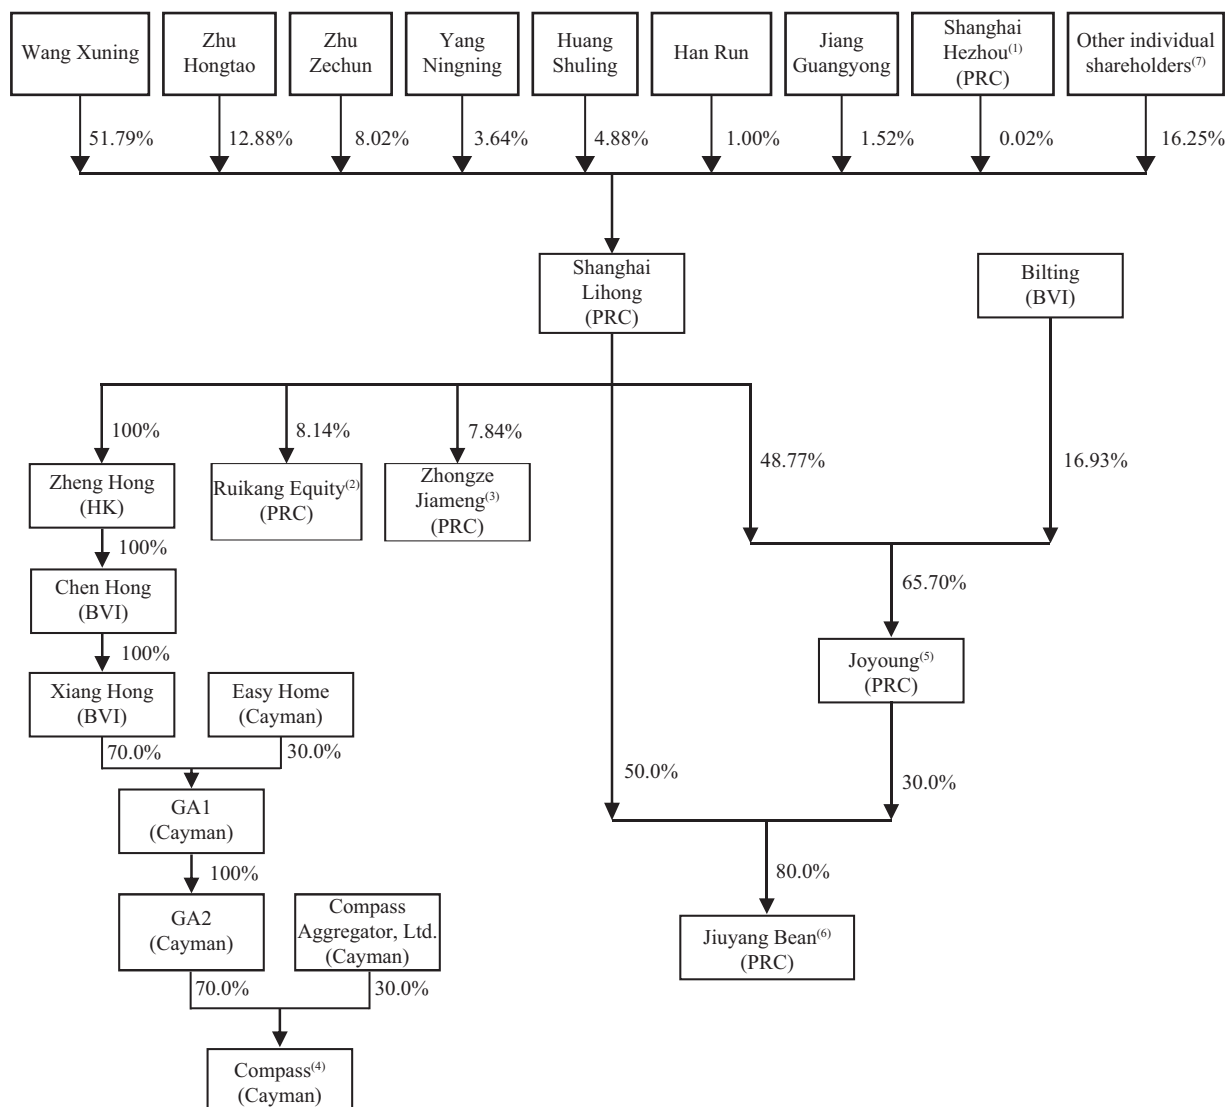 Wang Xuning
Zhu
Hongtao
Zhu
Zechun
Yang
Ningning
Huang
Shuling
Han Run
Jiang
Guangyong
Shanghai
Hezhou(1)
(PRC)
Other individual
shareholders(7)
51.79%
12.88%
8.02%
3.64%
4.88%
1.00%
1.52%
0.02%
16.25%
Shanghai
Lihong
(PRC)
Bilting
(BVI)
100%
8.14%
7.84%
48.77%
16.93%
Zheng Hong
(HK)
Ruikang Equity(2)
(PRC)
Zhongze
Jiameng(3)
(PRC)
100%
Chen Hong
(BVI)
65.70%
100%
Joyoung(5)
(PRC)
Xiang Hong
(BVI)
Easy Home
(Cayman)
70.0%
30.0%
50.0%
30.0%
GA1
(Cayman)
100%
80.0%
GA2
(Cayman)
Compass
Aggregator, Ltd.
(Cayman)
Jiuyang Bean(6)
(PRC)
70.0%
30.0%
Compass(4)
(Cayman)